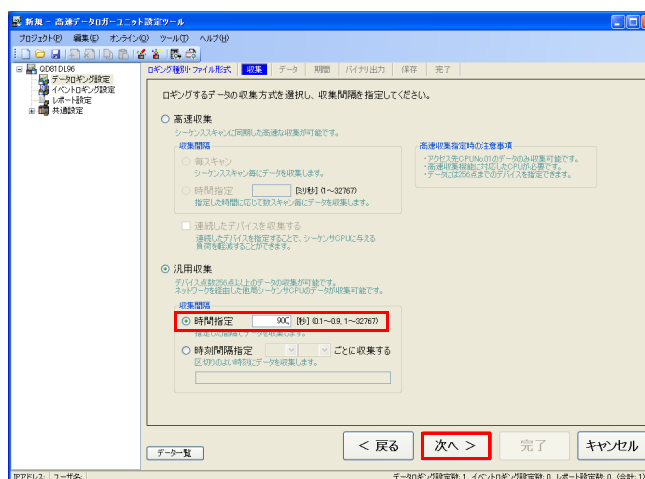 新規 - 高速データロガーユニット設定ツール
プロジェクト(P) 編集(E) オンライン(O) ツール(T) ヘルプ(H)
QD81DL96
データロギング設定
イベントロギング設定
レポート設定
共通設定
ロギング種別・ファイル形式 収集 データ 期間 バイナリ出力 保存 完了
ロギングするデータの収集方式を選択し、収集間隔を指定してください。
高速収集
シーケンススキャンに同期した高速な収集が可能です。
収集間隔
毎スキャン
シーケンススキャン毎にデータを収集します。
時間指定 [ミリ秒] (1～32767)
指定した時間に応じて数スキャン毎にデータを収集します。
連続したデバイスを収集する
連続したデバイスを指定することで、シーケンサCPUに与える
負荷を軽減することができます。
高速収集指定時の注意事項
・アクセス先CPUNo.01のデータのみ収集可能です。
・高速収集機能に対応したCPUが必要です。
・データには256点までのデバイスを指定できます。
汎用収集
デバイス点数256点以上のデータの収集が可能です。
ネットワークを経由した他局シーケンサCPUのデータが収集可能です。
収集間隔
時間指定 900 [秒] (0.1～0.9, 1～32767)
指定した間隔でデータを収集します。
時刻間隔指定 ごとに収集する
区切りのよい時刻にデータを収集します。
データ一覧 < 戻る 次へ > 完了 キャンセル
IPアドレス: ユーザ名: データロギング設定数: 1, イベントロギング設定数: 0, レポート設定数: 0, (合計: 1)